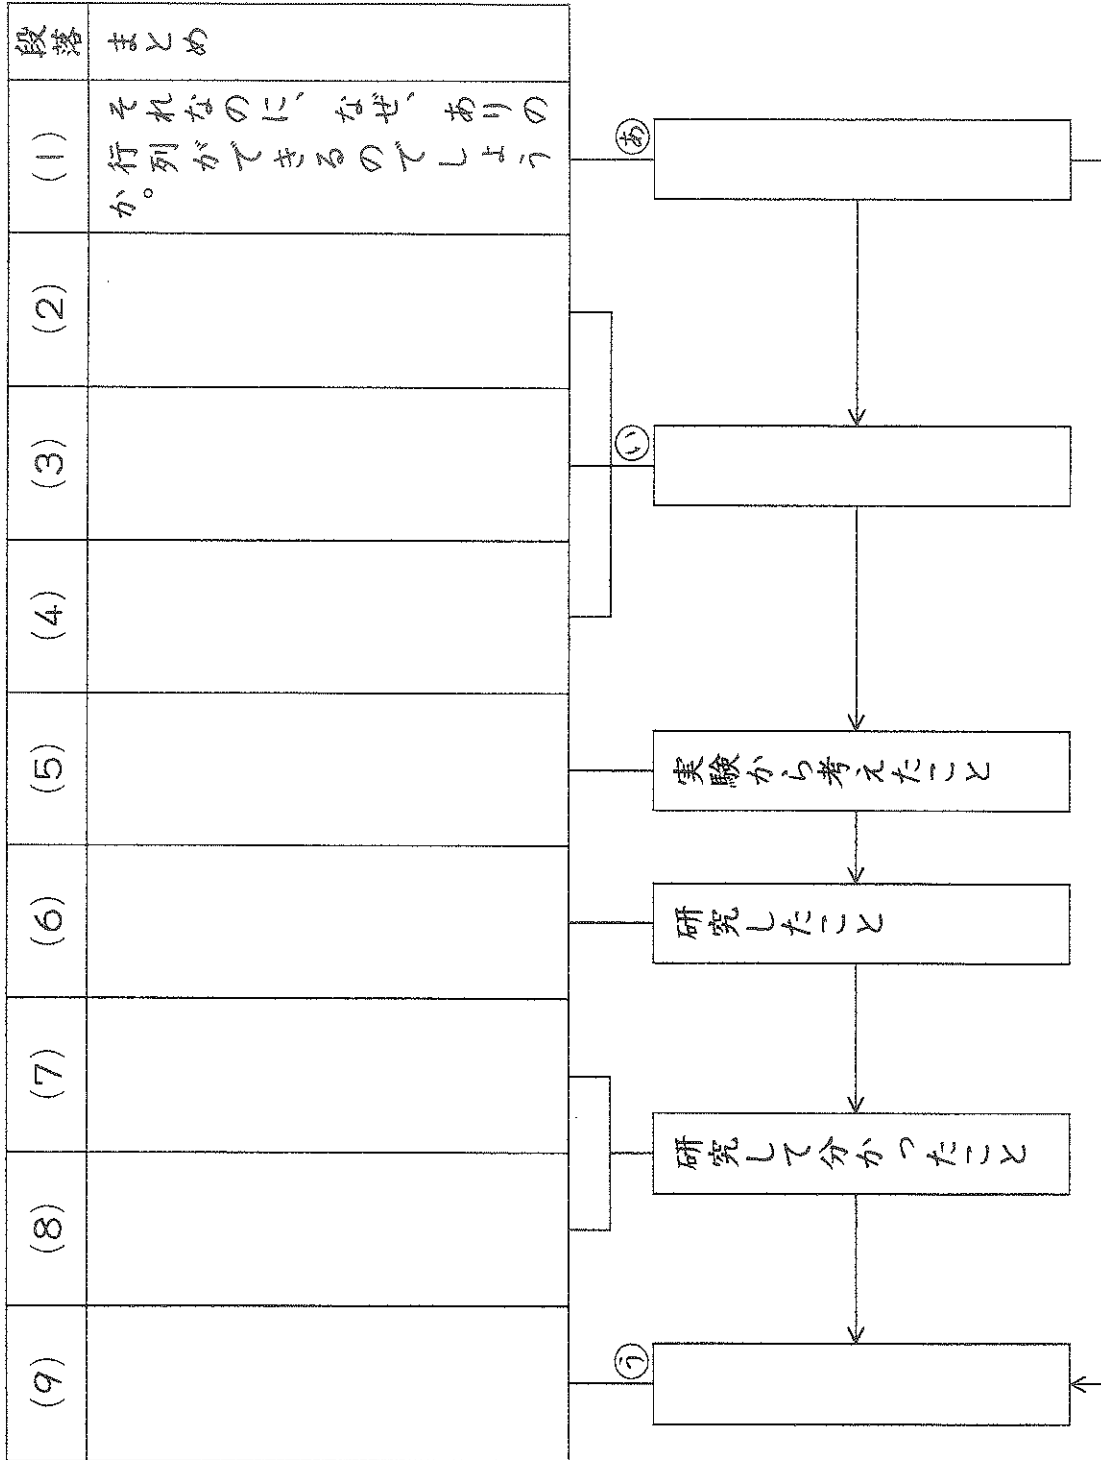 段落
まとめ
(1)
それなのに、なぜ、ありの
行列ができるのでしょう
か。
(2)
(3)
(4)
(5)
(6)
(7)
(8)
(9)
あ
い
実験から考えたこと
研究したこと
研究して分かったこと
う